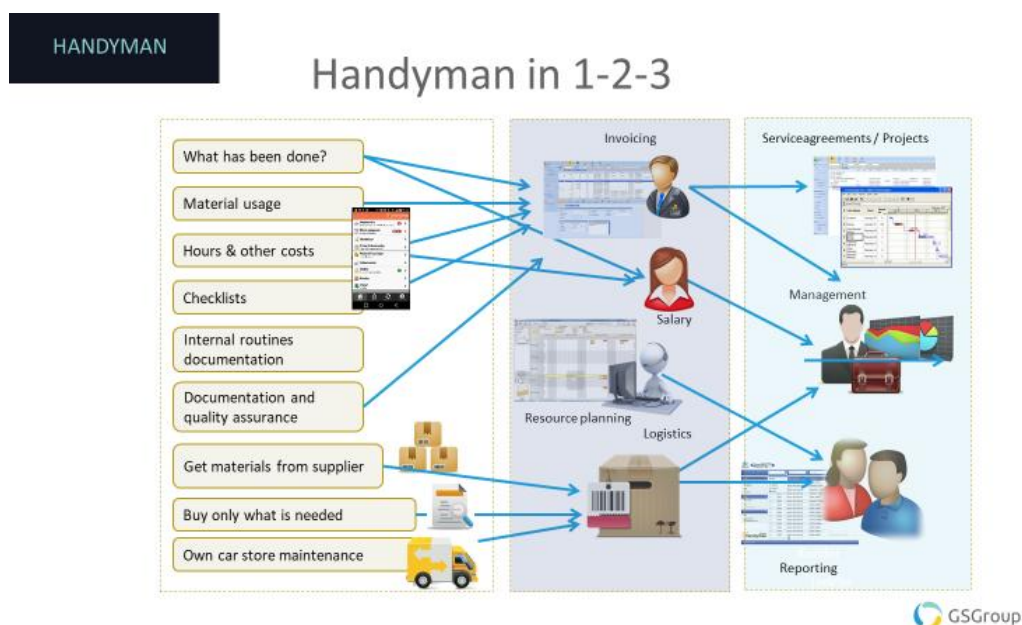 HANDYMAN
Handyman in 1-2-3
What has been done?
Material usage
Hours & other costs
Checklists
Internal routines
documentation
Documentation and
quality assurance
Get materials from supplier
Buy only what is needed
Own car store maintenance
Invoicing
Salary
Resource planning
Logistics
Serviceagreements / Projects
Management
Reporting
GSGroup